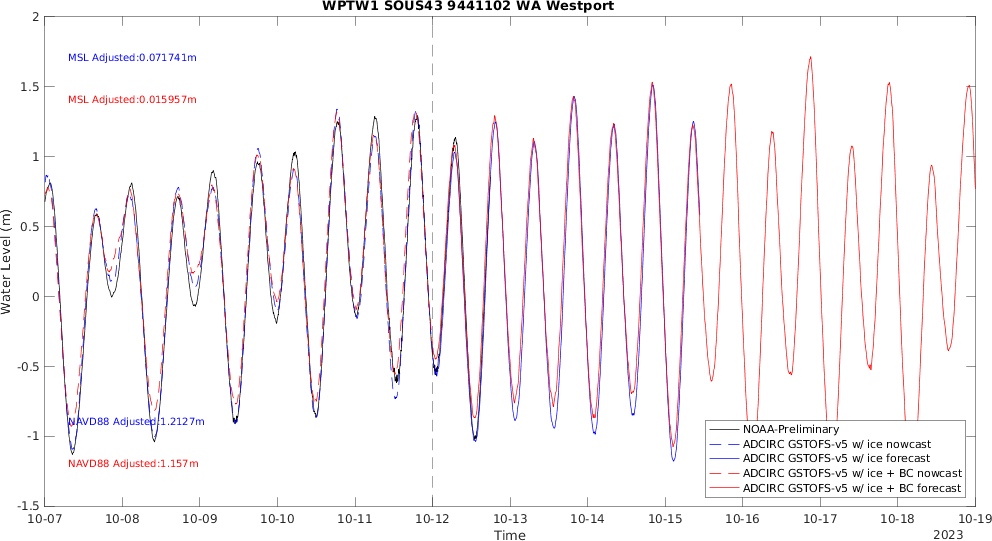 WPTW1 SOUS43 9441102 WA Westport
2
1.5
1
0.5
0
-0.5
-1
-1.5
Water Level (m)
MSL Adjusted:0.071741m
MSL Adjusted:0.015957m
NAVD88 Adjusted:1.2127m
NAVD88 Adjusted:1.157m
NOAA-Preliminary
ADCIRC GSTOFS-v5 w/ ice nowcast
ADCIRC GSTOFS-v5 w/ ice forecast
ADCIRC GSTOFS-v5 w/ ice + BC nowcast
ADCIRC GSTOFS-v5 w/ ice + BC forecast
10-07 10-08 10-09 10-10 10-11 10-12 10-13 10-14 10-15 10-16 10-17 10-18 10-19
Time
2023